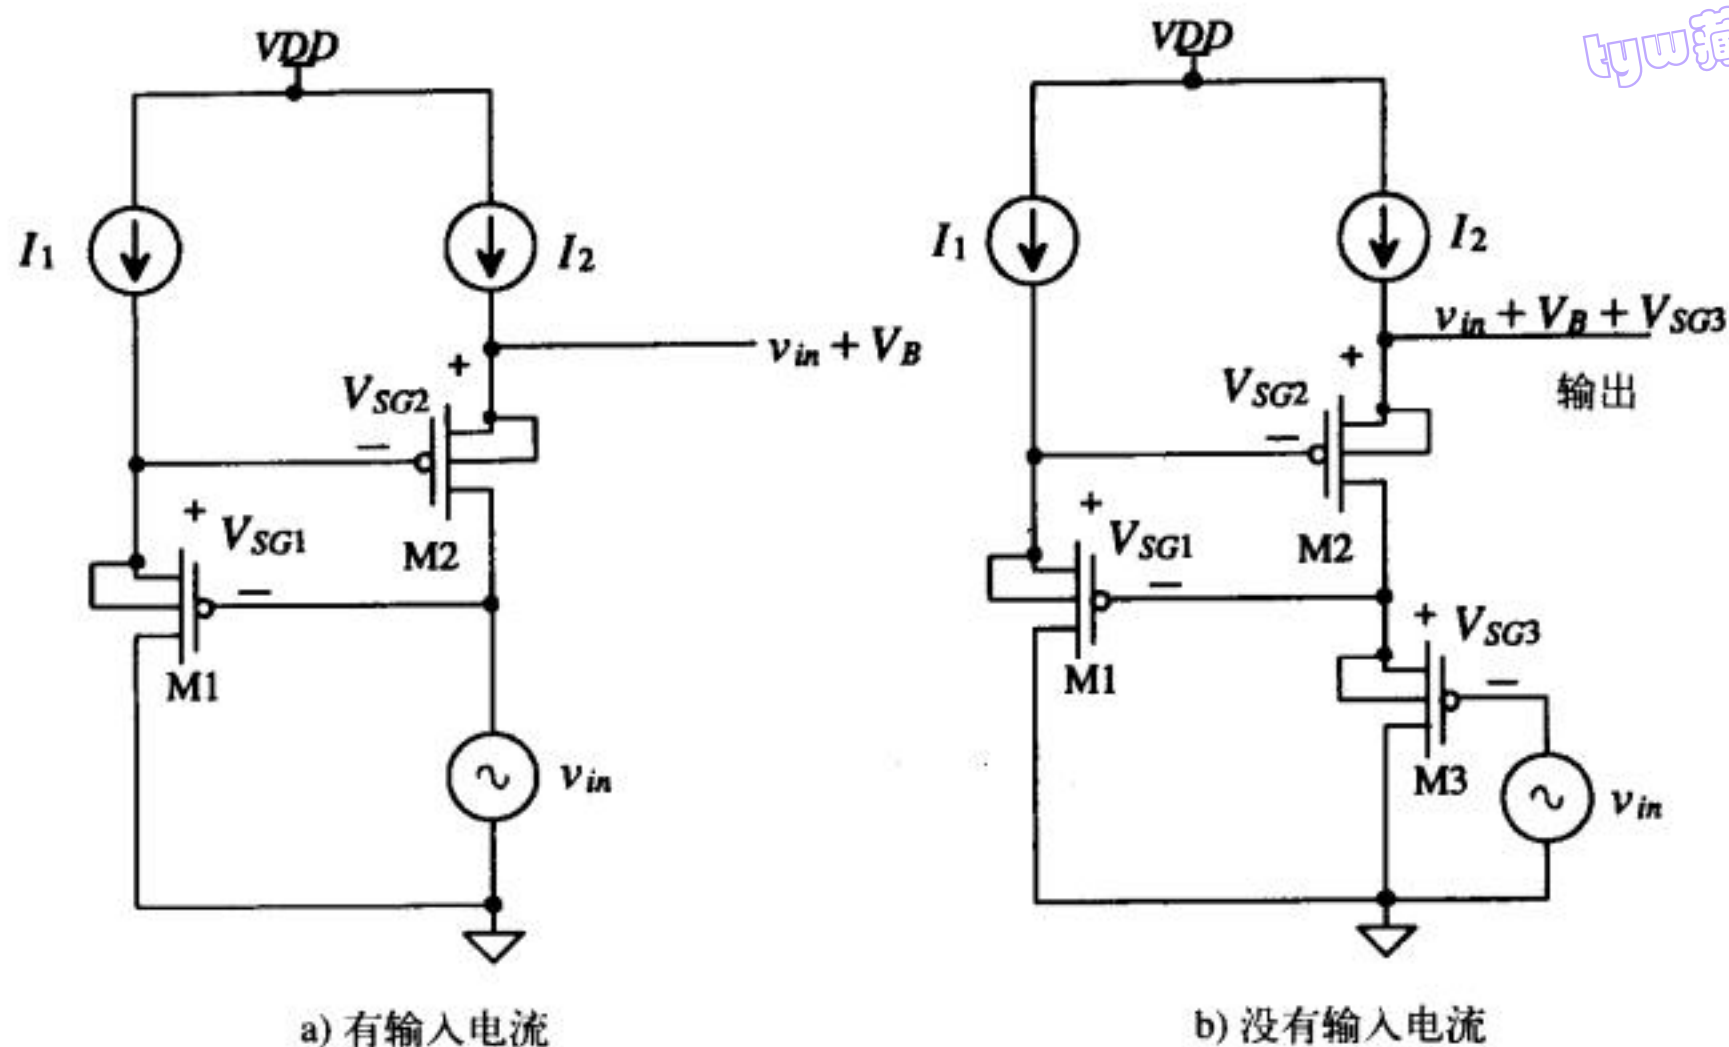 VDD
I1
I2
vin + VB
+
VSG2
−
+
VSG1
−
M2
M1
vin
a) 有输入电流
VDD
I1
I2
vin + VB + VSG3
输出
+
VSG2
−
+
VSG1
−
M2
M1
+
VSG3
−
M3
vin
b) 没有输入电流